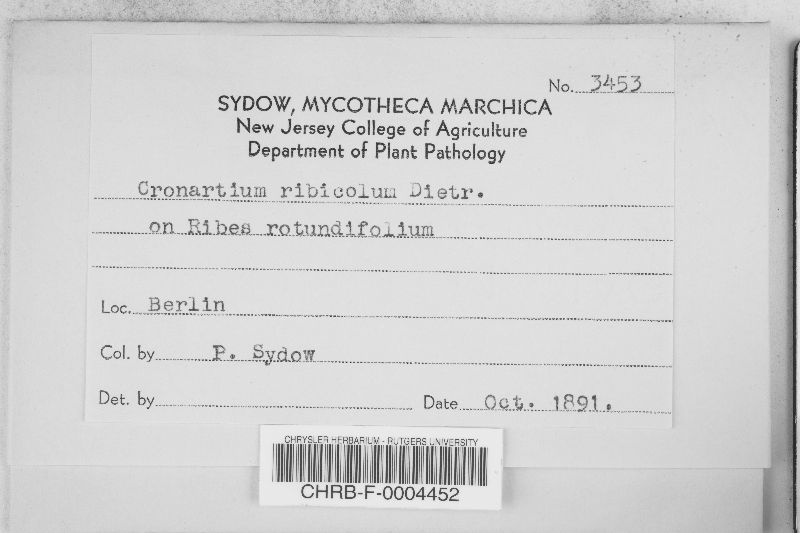 No. 3453
SYDOW, MYCOTHECA MARCHICA
New Jersey College of Agriculture
Department of Plant Pathology
Cronartium ribicolum Dietr.
on Ribes rotundifolium
Loc. Berlin
Col. by P. Sydow
Det. by Date Oct. 1891.
CHRYSLER HERBARIUM - RUTGERS UNIVERSITY
CHRB-F-0004452